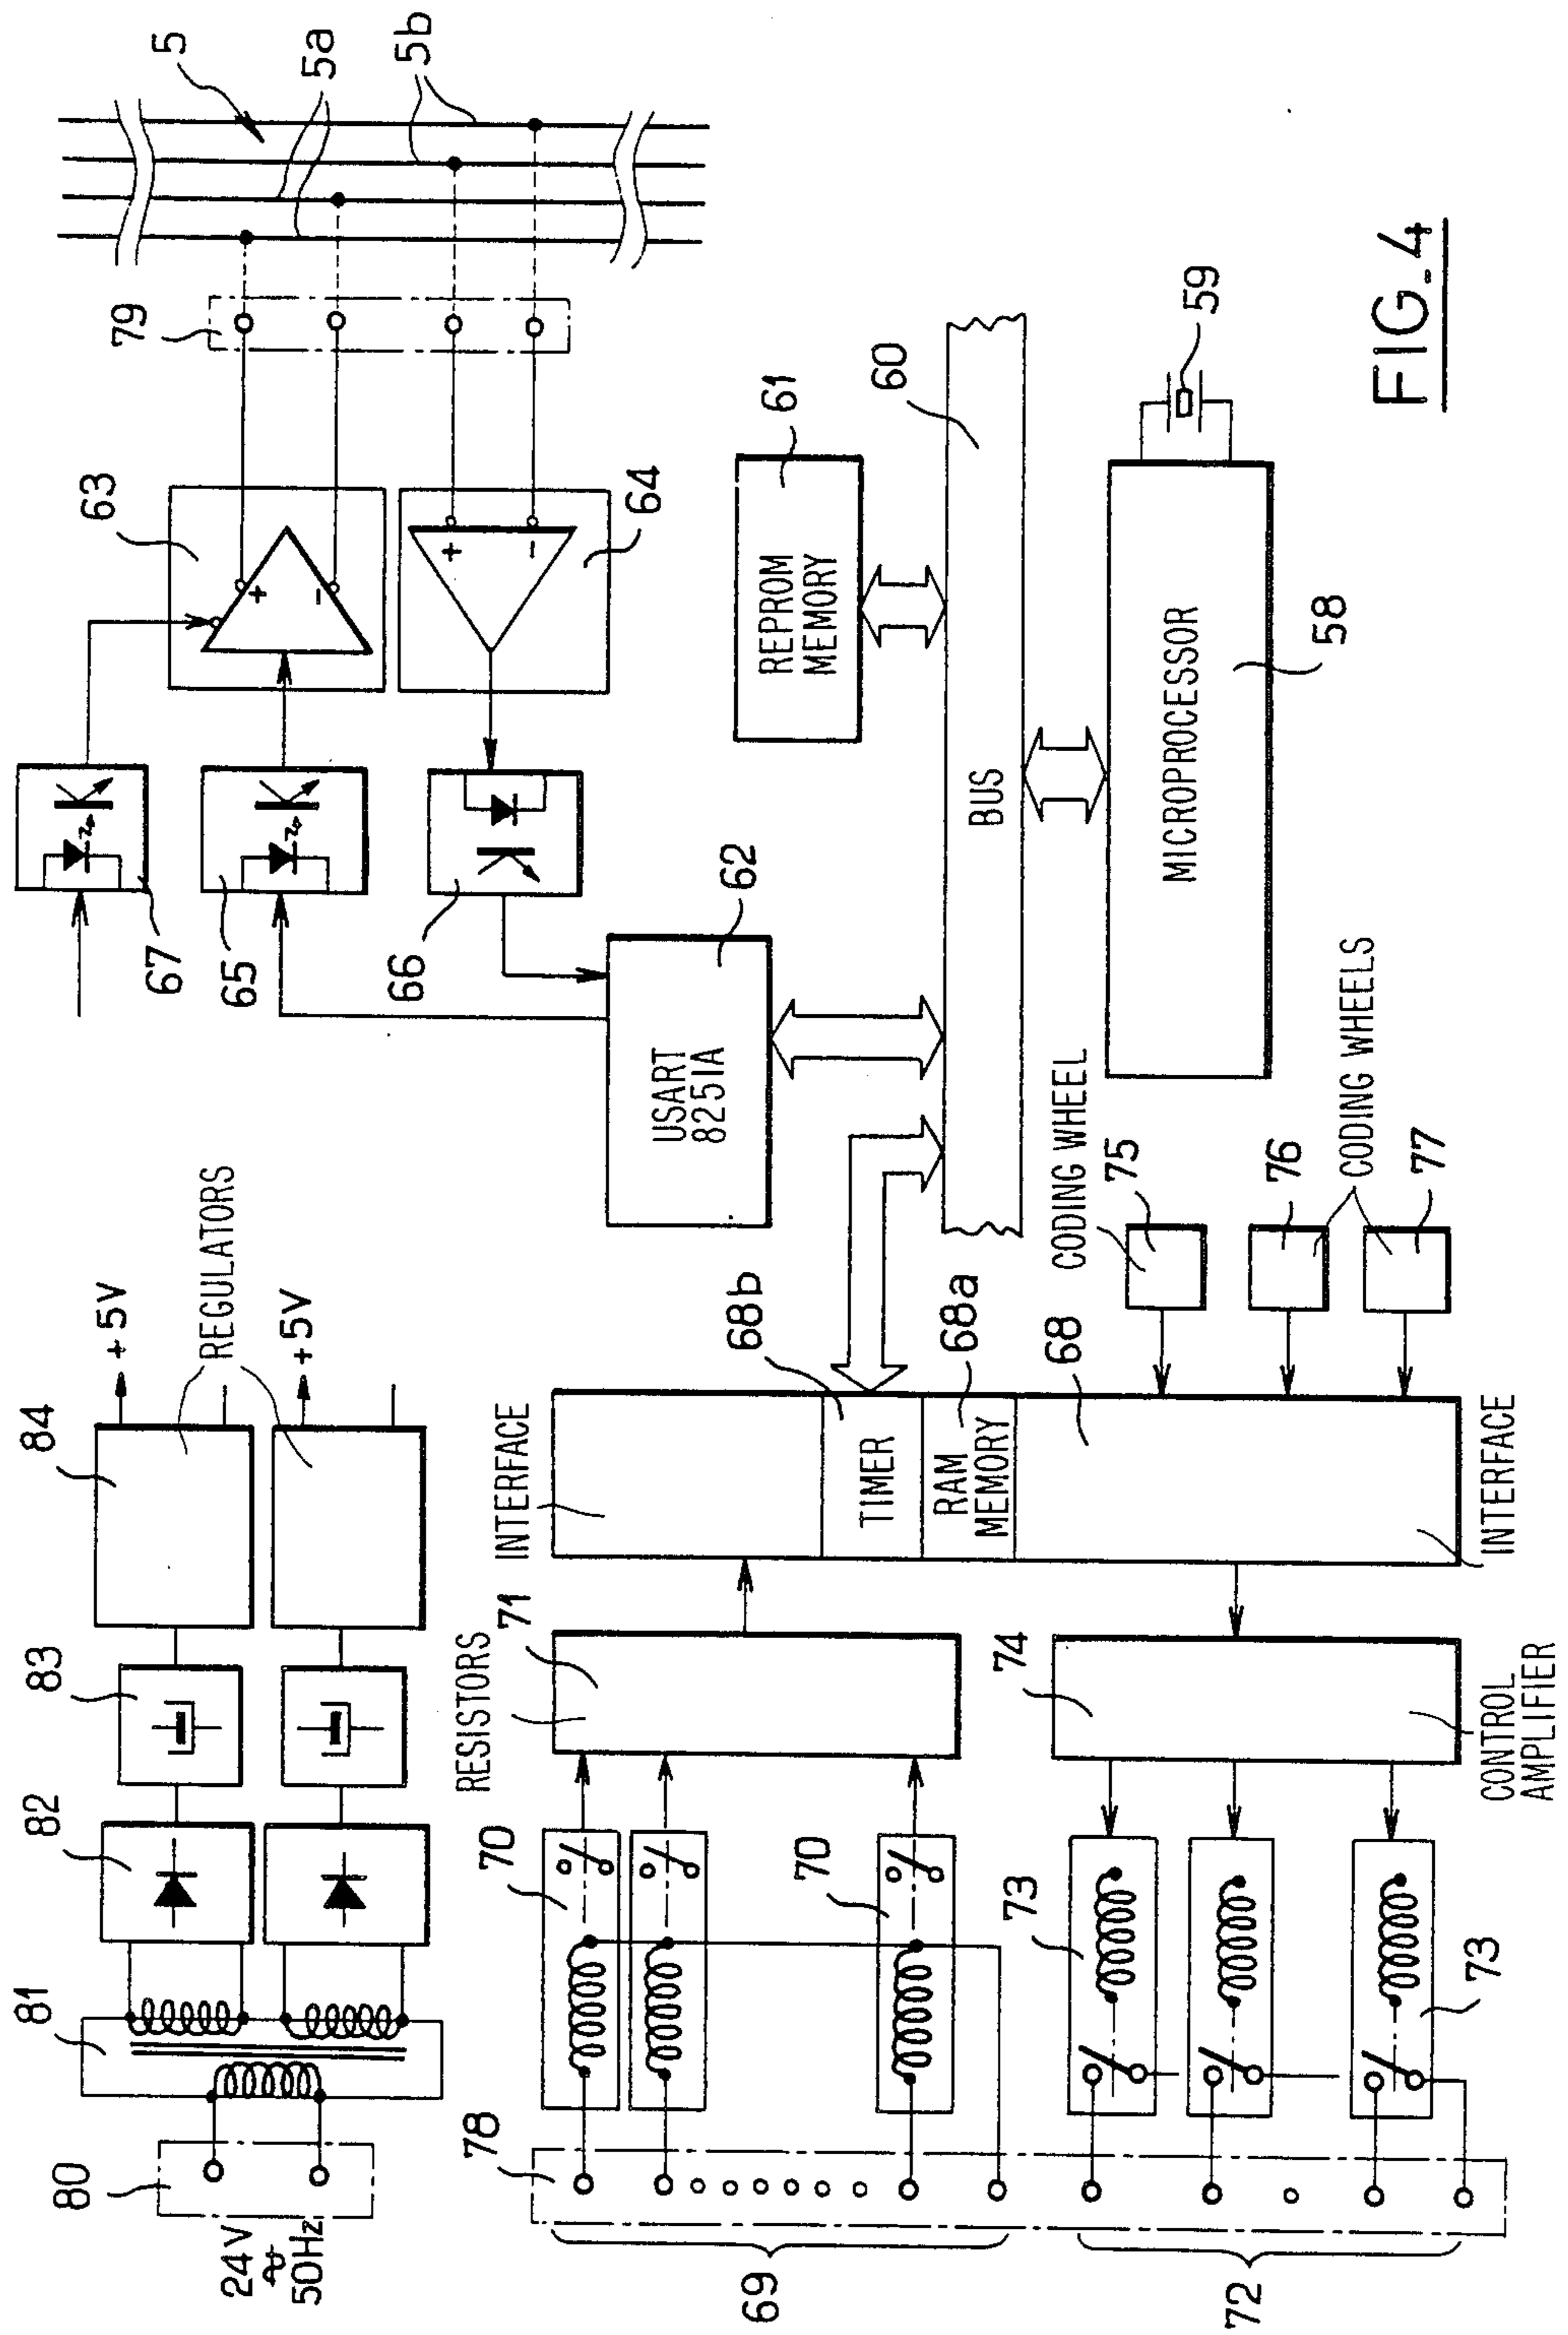 24V
50Hz
80
81
82
83
84
+5V
REGULATORS
+5V
67
65
66
63
64
79
5
5a
5b
USART
8251A
62
REPROM
MEMORY
61
BUS
60
MICROPROCESSOR
58
59
69
78
70
70
RESISTORS
71
INTERFACE
TIMER
68b
RAM
MEMORY
68a
68
INTERFACE
72
73
73
74
CONTROL
AMPLIFIER
CODING WHEEL
75
76
77
CODING WHEELS
FIG_4